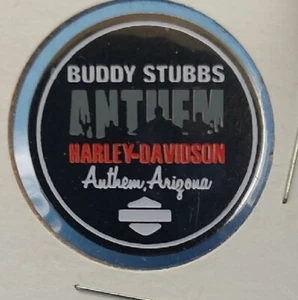 BUDDY STUBBS
ANTHEM
HARLEY-DAVIDSON
Anthem, Arizona